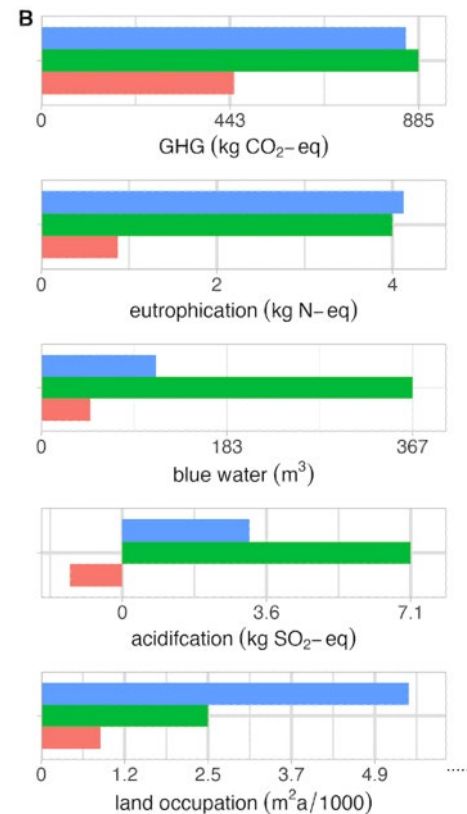 B
0 443 885
GHG (kg CO₂−eq)
0 2 4
eutrophication (kg N−eq)
0 183 367
blue water (m³)
0 3.6 7.1
acidifcation (kg SO₂−eq)
0 1.2 2.5 3.7 4.9
land occupation (m²a/1000)